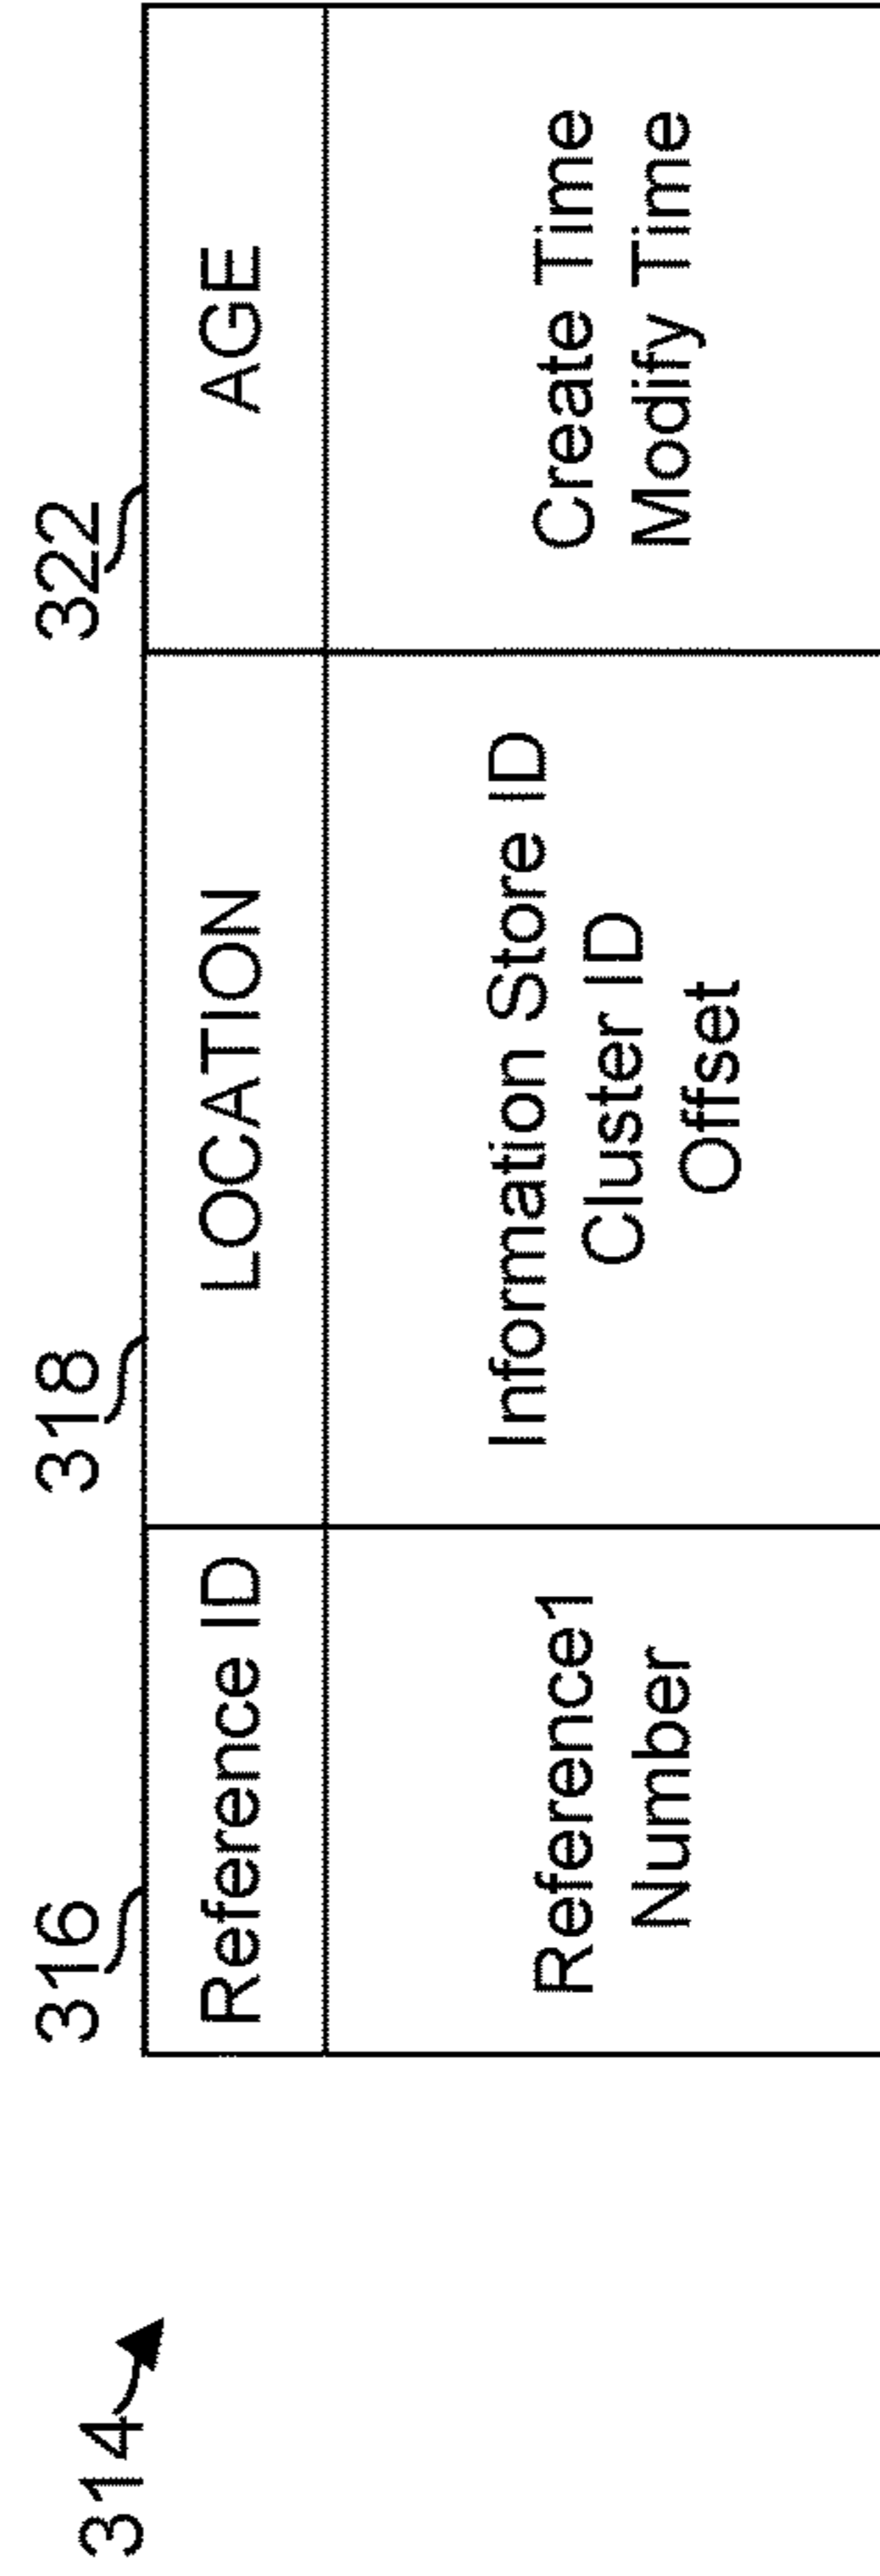 314
316
318
322
Reference ID
LOCATION
AGE
Reference1
Number
Information Store ID
Cluster ID
Offset
Create Time
Modify Time